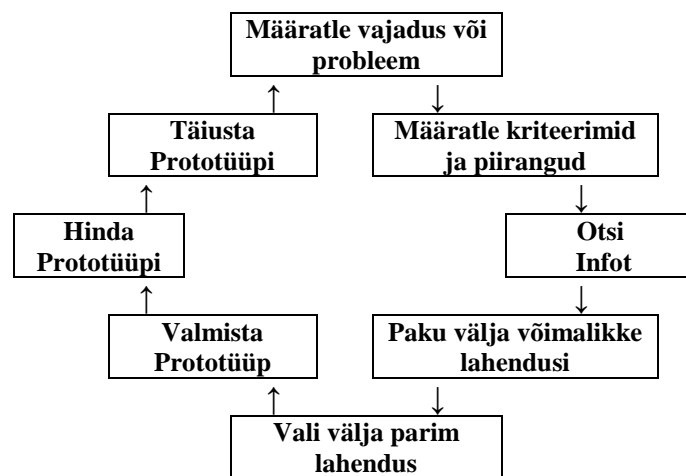 Määratle vajadus või
probleem
Täiusta
Prototüüpi
Määratle kriteerimid
ja piirangud
Hinda
Prototüüpi
Otsi
Infot
Valmista
Prototüüp
Paku välja võimalikke
lahendusi
Vali välja parim
lahendus